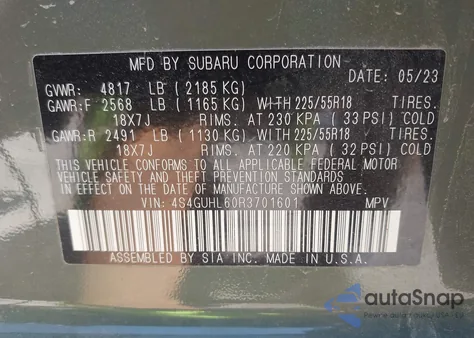 MFD BY SUBARU CORPORATION
GVWR: 4817 LB ( 2185 KG) DATE 05/23
GAWR:F 2568 LB ( 1165 KG) WITH 225/55R18 TIRES.
18X7J RIMS. AT 230 KPA ( 33 PSI) COLD
GAWR:R 2491 LB ( 1130 KG) WITH 225/55R18 TIRES.
18X7J RIMS. AT 220 KPA ( 32 PSI) COLD
THIS VEHICLE CONFORMS TO ALL APPLICABLE FEDERAL MOTOR
VEHICLE SAFETY AND THEFT PREVENTION STANDARDS
IN EFFECT ON THE DATE OF MANUFACTURE SHOWN ABOVE.
VIN: 4S4GUHL60R3701601 MPV
ASSEMBLED BY SIA INC. MADE IN U.S.A.
autoSnap